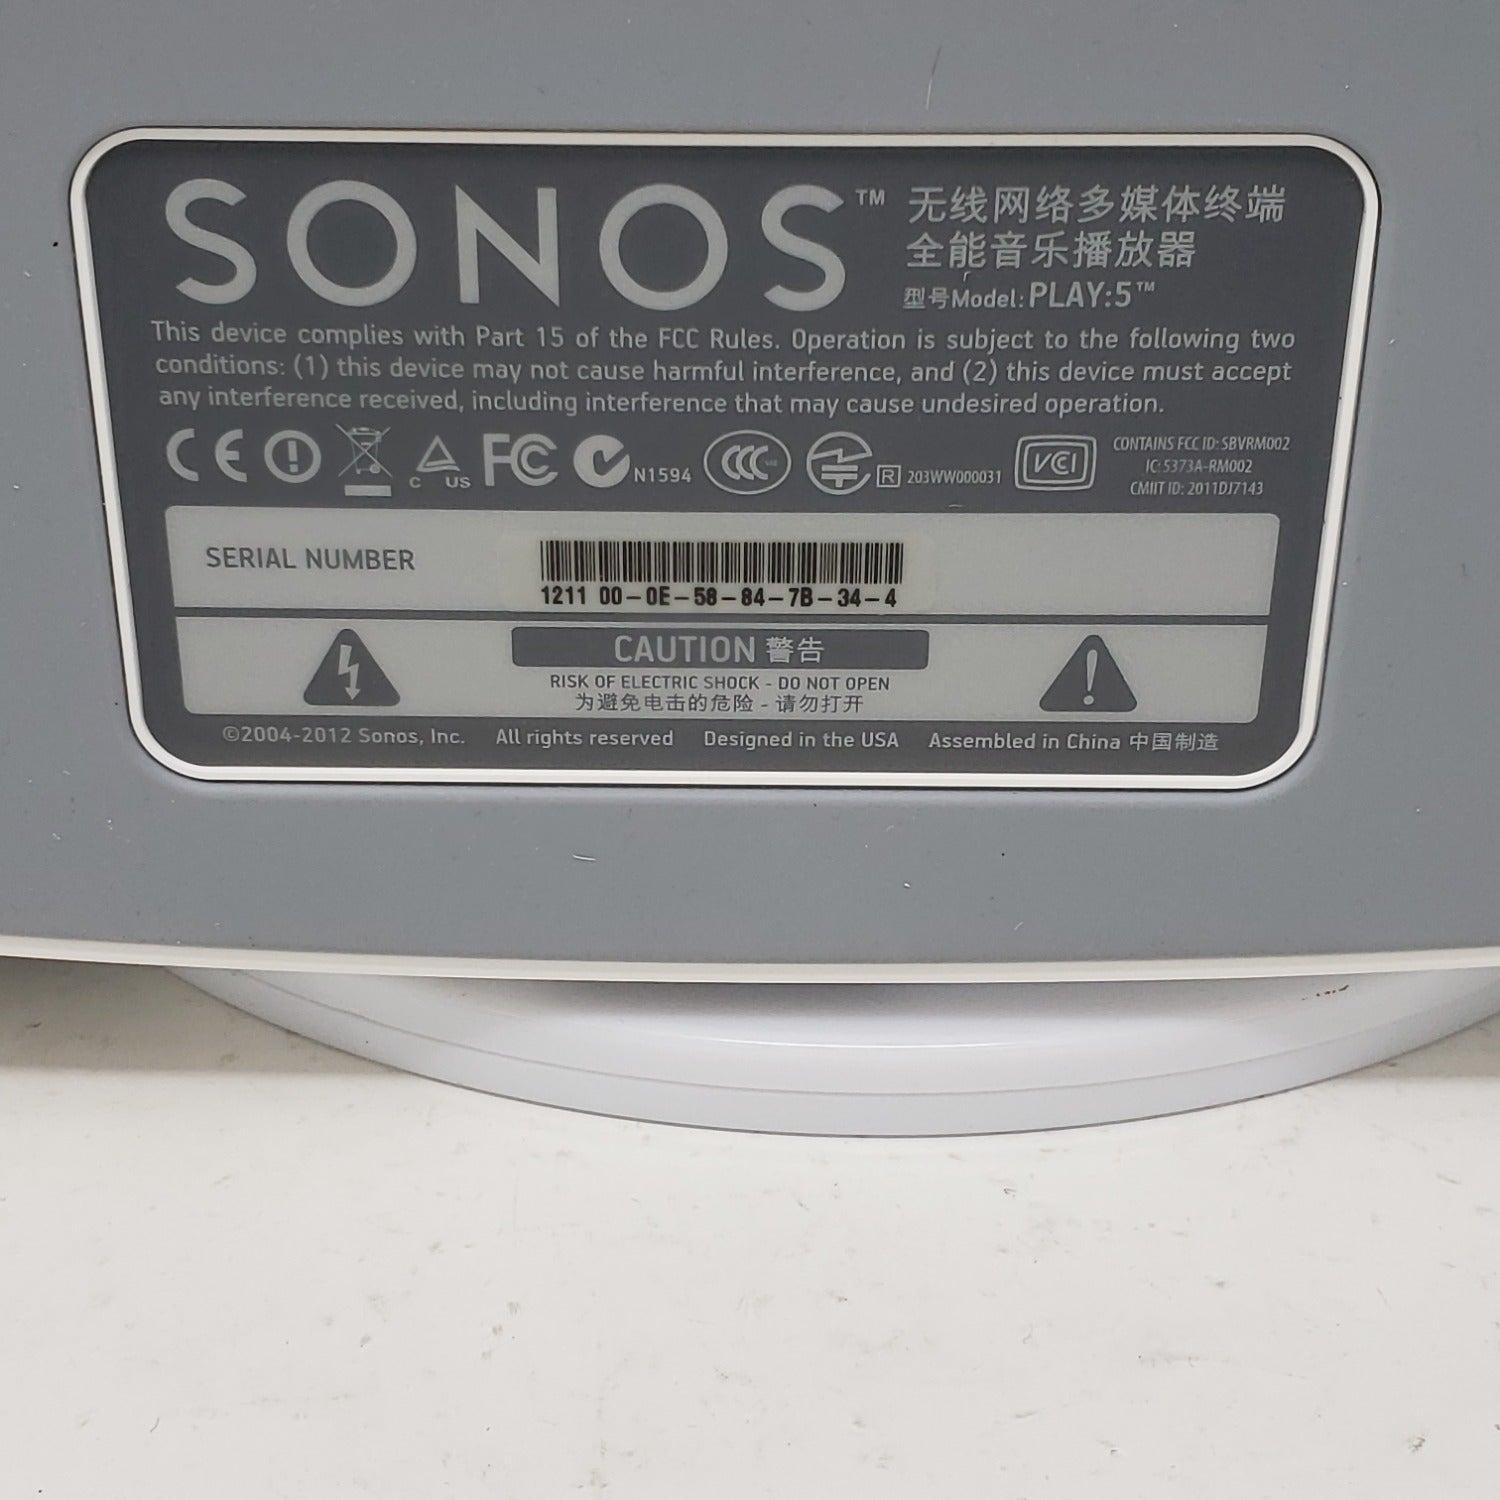 SONOS™
无线网络多媒体终端
全能音乐播放器
型号Model: PLAY:5™
This device complies with Part 15 of the FCC Rules. Operation is subject to the following two
conditions: (1) this device may not cause harmful interference, and (2) this device must accept
any interference received, including interference that may cause undesired operation.
CE FC N1594 CCC R 203WW000031 VCI
C US
CONTAINS FCC ID: SBVRM002
IC: 5373A-RM002
CMIIT ID: 2011DJ7143
SERIAL NUMBER
1211 00-0E-58-84-7B-34-4
CAUTION 警告
RISK OF ELECTRIC SHOCK - DO NOT OPEN
为避免电击的危险 - 请勿打开
©2004-2012 Sonos, Inc. All rights reserved Designed in the USA Assembled in China 中国制造